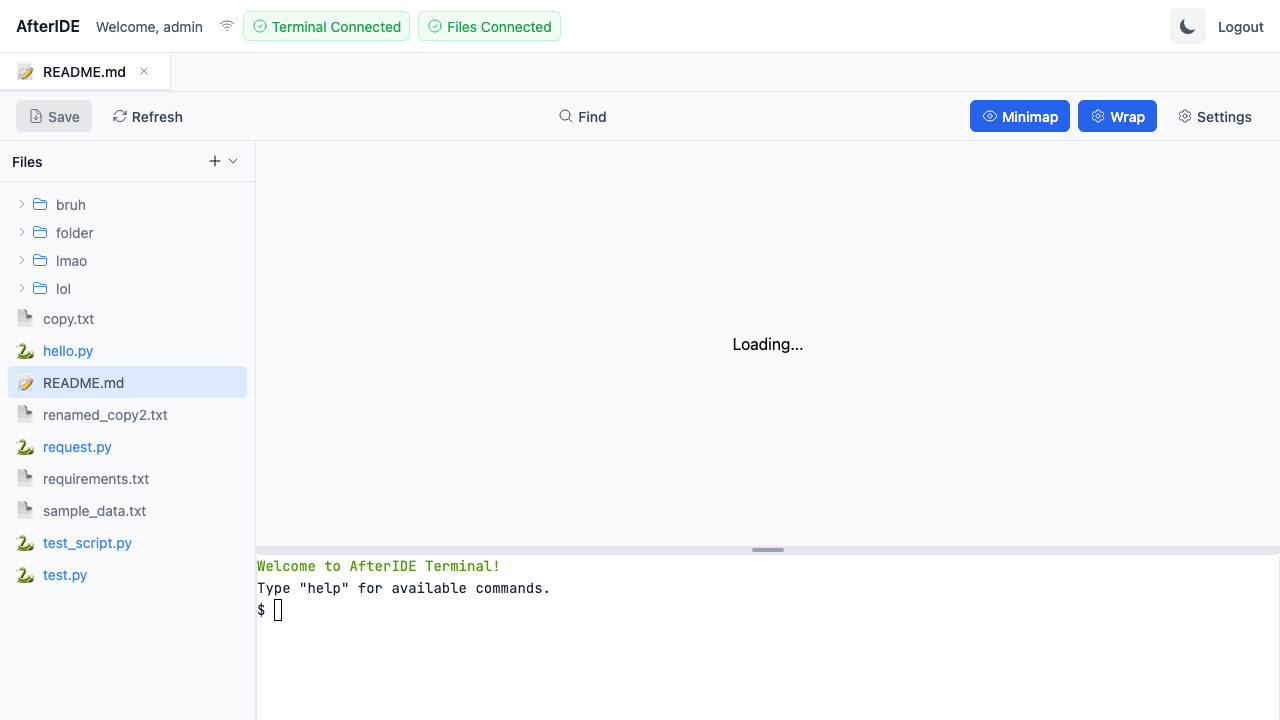 AfterIDE Welcome, admin Terminal Connected Files Connected Logout
README.md
Save Refresh Find Minimap Wrap Settings
Files
bruh
folder
lmao
lol
copy.txt
hello.py
README.md
renamed_copy2.txt
request.py
requirements.txt
sample_data.txt
test_script.py
test.py
Loading...
Welcome to AfterIDE Terminal!
Type "help" for available commands.
$